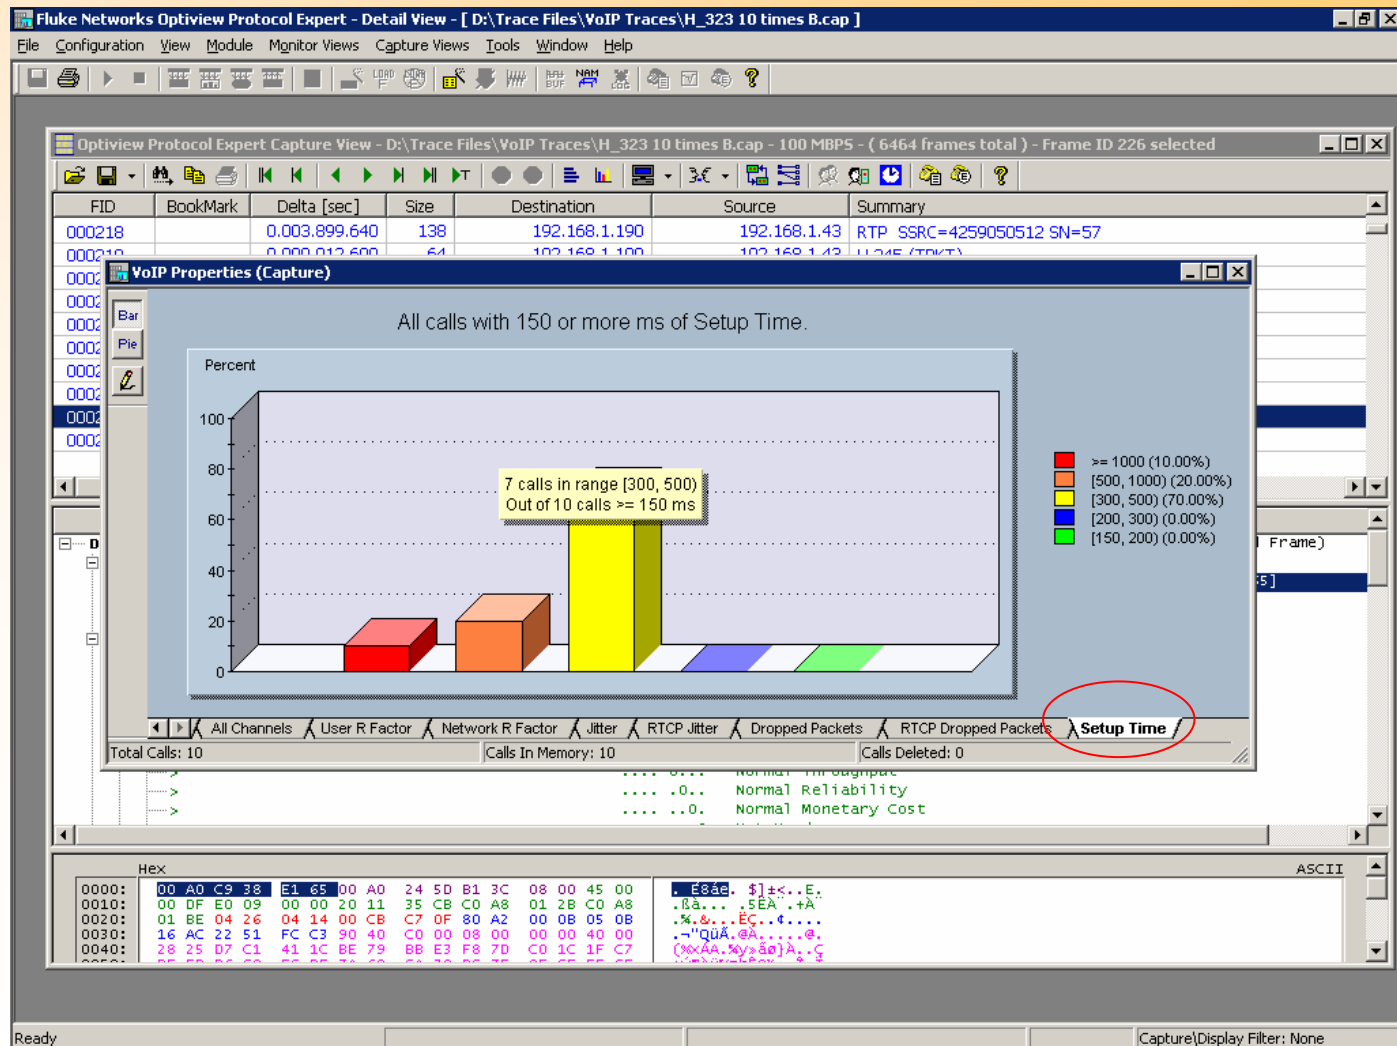 Fluke Networks Optiview Protocol Expert - Detail View - [ D:\Trace Files\VoIP Traces\H_323 10 times B.cap ]
File Configuration View Module Monitor Views Capture Views Tools Window Help
Optiview Protocol Expert Capture View - D:\Trace Files\VoIP Traces\H_323 10 times B.cap - 100 MBPS - ( 6464 frames total ) - Frame ID 226 selected
FID BookMark Delta [sec] Size Destination Source Summary
000218 0.003.899.640 138 192.168.1.190 192.168.1.43 RTP SSRC=4259050512 SN=57
VoIP Properties (Capture)
Bar
Pie
All calls with 150 or more ms of Setup Time.
Percent
100
80
60
40
20
0
7 calls in range [300, 500)
Out of 10 calls >= 150 ms
>= 1000 (10.00%)
[500, 1000) (20.00%)
[300, 500) (70.00%)
[200, 300) (0.00%)
[150, 200) (0.00%)
All Channels User R Factor Network R Factor Jitter RTCP Jitter Dropped Packets RTCP Dropped Packets Setup Time
Total Calls: 10 Calls In Memory: 10 Calls Deleted: 0
Frame)
.... .0.. Normal Reliability
.... ..0. Normal Monetary Cost
Hex ASCII
0000: 00 A0 C9 38 E1 65 00 A0 24 5D B1 3C 08 00 45 00
0010: 00 DF E0 09 00 00 20 11 35 CB C0 A8 01 2B C0 A8
0020: 01 BE 04 26 04 14 00 CB C7 0F 80 A2 00 0B 05 0B
0030: 16 AC 22 51 FC C3 90 40 C0 00 08 00 00 00 40 00
0040: 28 25 D7 C1 41 1C BE 79 BB E3 F8 7D C0 1C 1F C7
Ready Capture\Display Filter: None